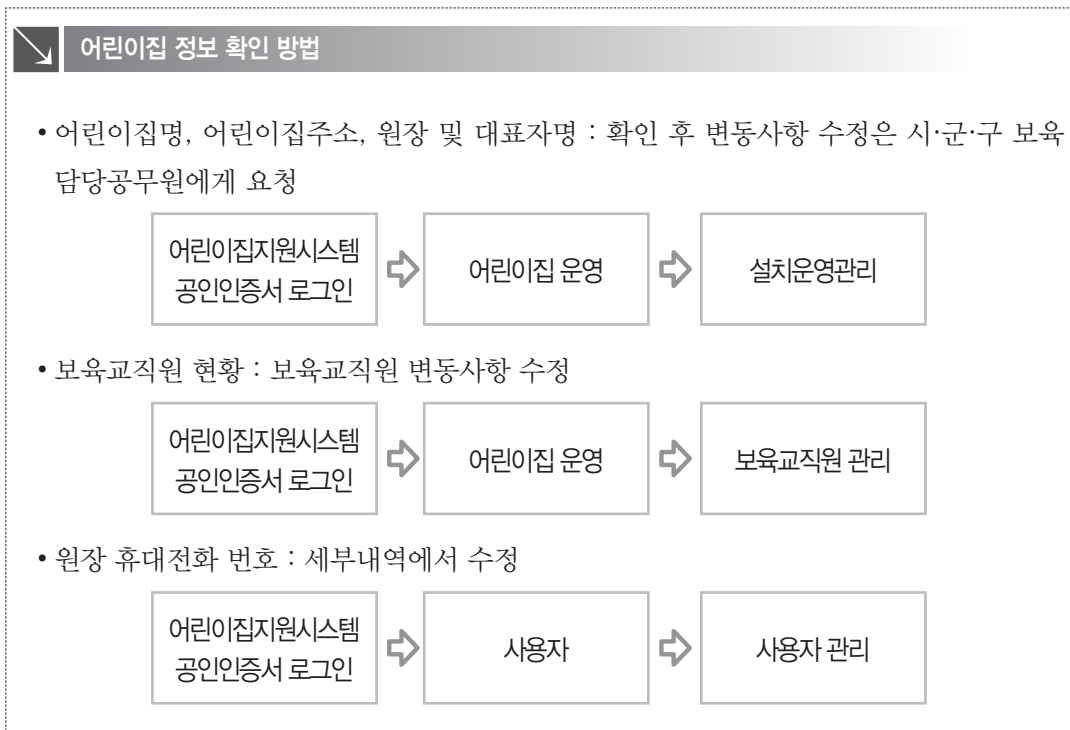 어린이집 정보 확인 방법
• 어린이집명, 어린이집주소, 원장 및 대표자명 : 확인 후 변동사항 수정은 시·군·구 보육
담당공무원에게 요청
어린이집지원시스템
공인인증서 로그인
어린이집 운영
설치운영관리
• 보육교직원 현황 : 보육교직원 변동사항 수정
어린이집지원시스템
공인인증서 로그인
어린이집 운영
보육교직원 관리
• 원장 휴대전화 번호 : 세부내역에서 수정
어린이집지원시스템
공인인증서 로그인
사용자
사용자 관리